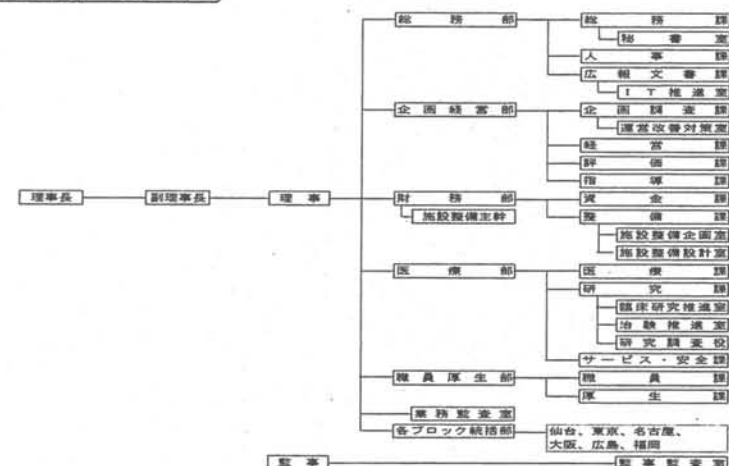 総務部
総務課
秘書室
人事課
広報文書課
IT推進室
企画経営部
企画調査課
運営改善対策室
経営課
評価課
指導課
理事長
副理事長
理事
財務部
資金課
施設整備主幹
整備課
施設整備企画室
施設整備設計室
医療部
医療課
研究課
臨床研究推進室
治験推進室
研究調査役
サービス・安全課
職員厚生部
職員課
厚生課
業務監査室
各ブロック統括部
仙台、東京、名古屋、
大阪、広島、福岡
監事
監事監査室